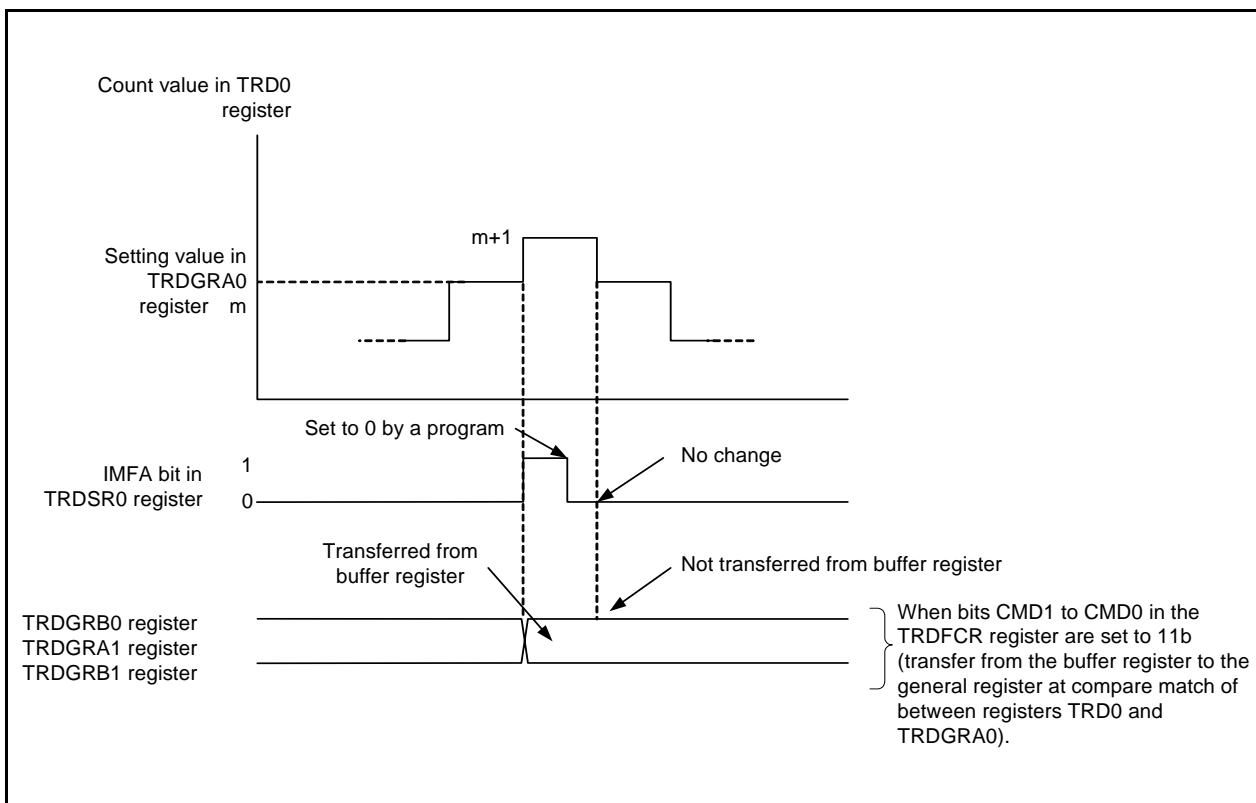 Count value in TRD0
register
m+1
Setting value in
TRDGRA0
register m
Set to 0 by a program
No change
IMFA bit in
TRDSR0 register
1
0
Transferred from
buffer register
Not transferred from buffer register
TRDGRB0 register
TRDGRA1 register
TRDGRB1 register
When bits CMD1 to CMD0 in the
TRDFCR register are set to 11b
(transfer from the buffer register to the
general register at compare match of
between registers TRD0 and
TRDGRA0).